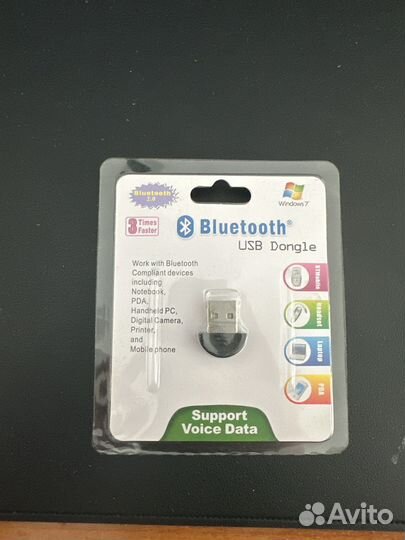 Bluetooth
2.0
Windows 7
3 Times
Faster
Bluetooth®
USB Dongle
Work with Bluetooth
Compliant devices
including
Notebook,
PDA,
Handheld PC,
Digital Camera,
Printer,
and
Mobile phone
Headset
Laptop
PDA
Support
Voice Data
Avito